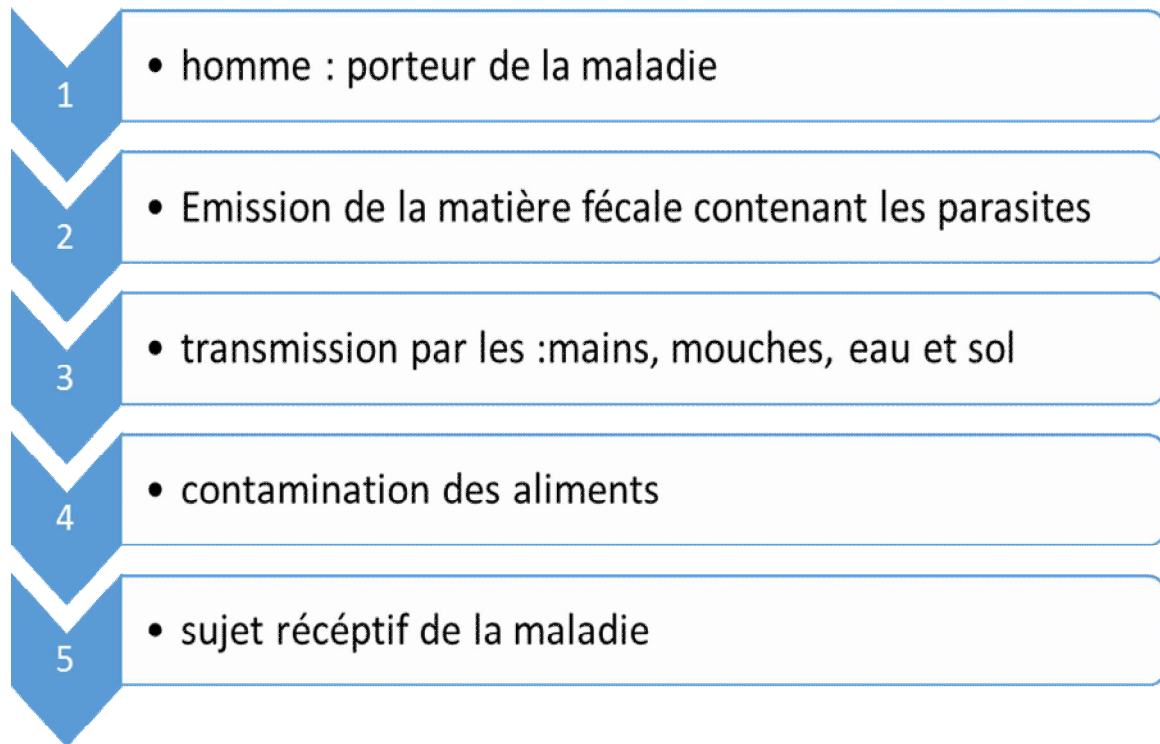 1
• homme : porteur de la maladie
2
• Emission de la matière fécale contenant les parasites
3
• transmission par les :mains, mouches, eau et sol
4
• contamination des aliments
5
• sujet récéptif de la maladie